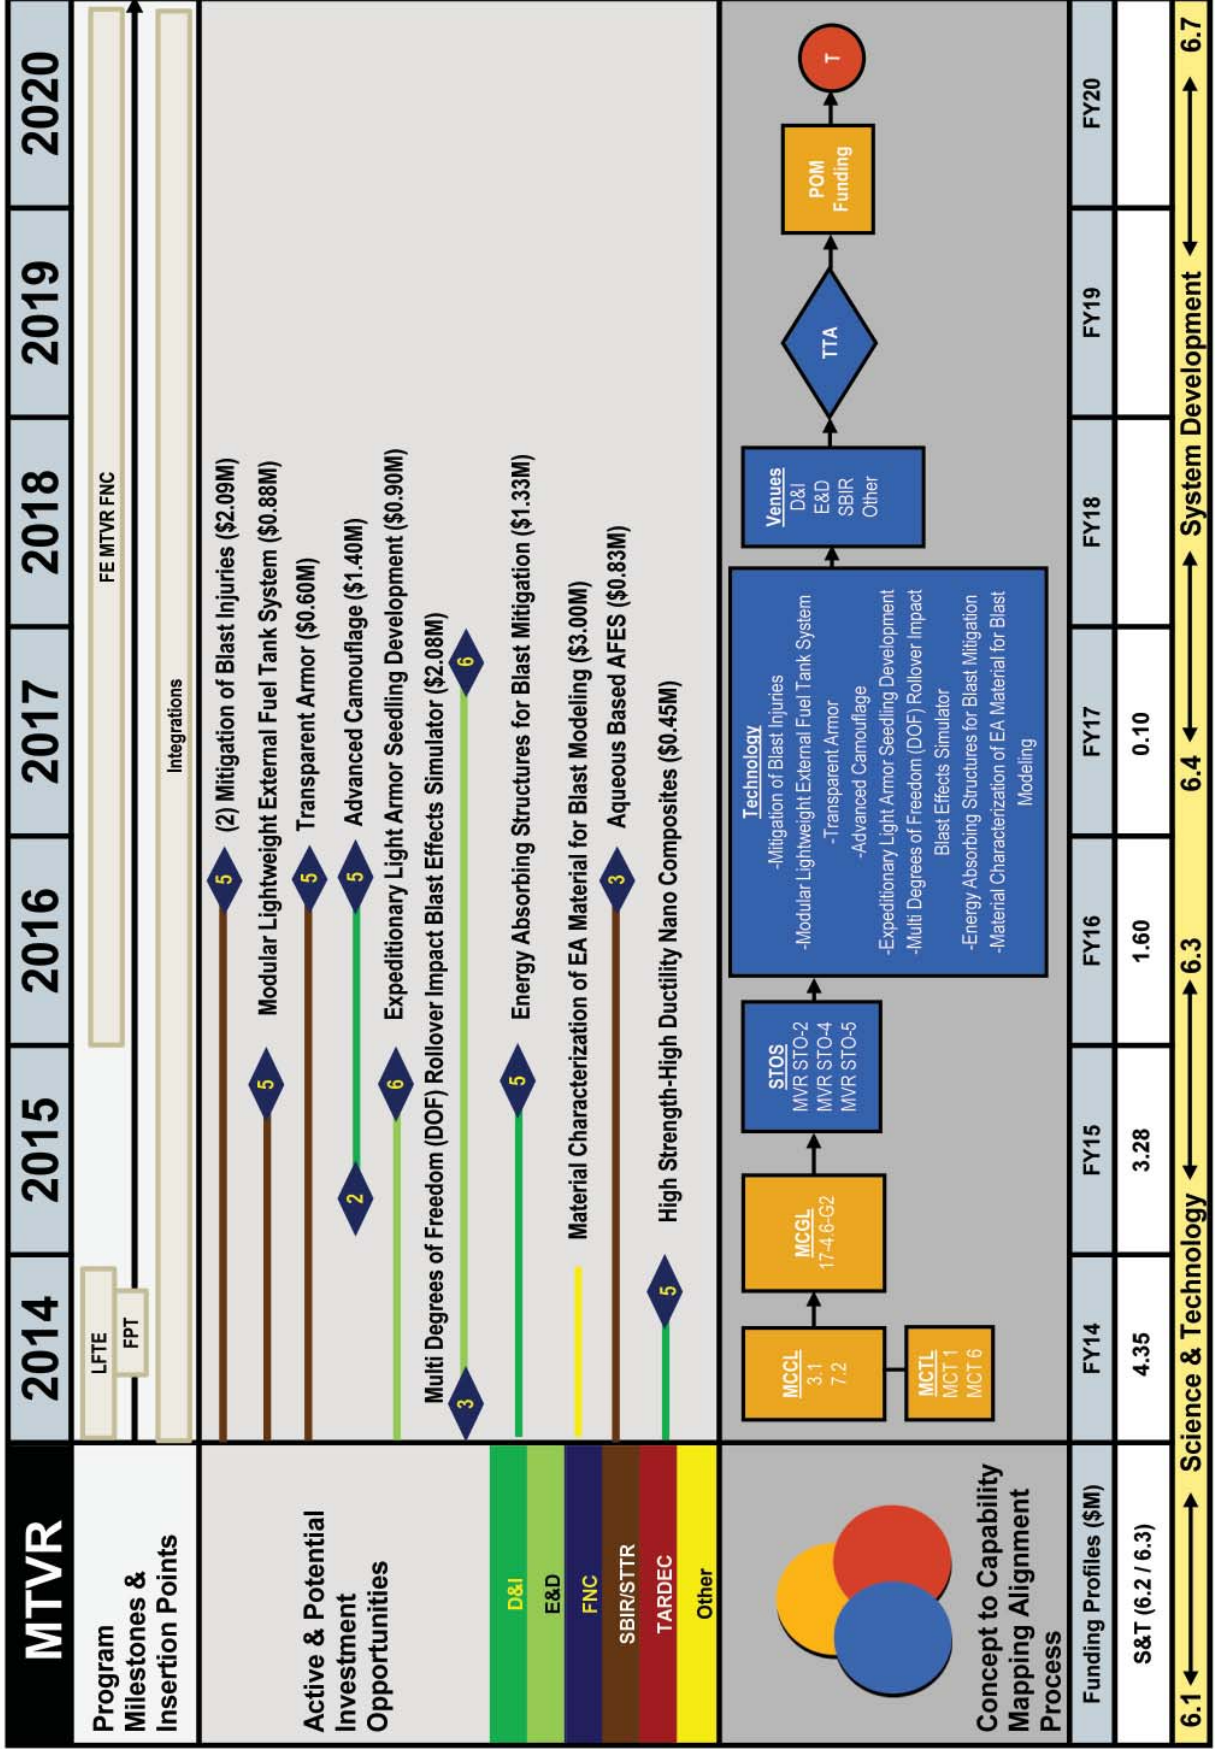 MTVR
2014
2015
2016
2017
2018
2019
2020
Program
Milestones &
Insertion Points
LFTE
FPT
FE MTVR FNC
Integrations
Active & Potential
Investment
Opportunities
D&I
E&D
FNC
SBIR/STTR
TARDEC
Other
5
(2) Mitigation of Blast Injuries ($2.09M)
5
Modular Lightweight External Fuel Tank System ($0.88M)
5
Transparent Armor ($0.60M)
2
5
Advanced Camouflage ($1.40M)
6
Expeditionary Light Armor Seedling Development ($0.90M)
Multi Degrees of Freedom (DOF) Rollover Impact Blast Effects Simulator ($2.08M)
3
6
5
Energy Absorbing Structures for Blast Mitigation ($1.33M)
Material Characterization of EA Material for Blast Modeling ($3.00M)
3
Aqueous Based AFES ($0.83M)
5
High Strength-High Ductility Nano Composites ($0.45M)
Concept to Capability
Mapping Alignment
Process
MCCL
3.1
7.2
MCTL
MCT 1
MCT 6
MCGL
17-4.6-G2
STOS
MVR STO-2
MVR STO-4
MVR STO-5
Technology
-Mitigation of Blast Injuries
-Modular Lightweight External Fuel Tank System
-Transparent Armor
-Advanced Camouflage
-Expeditionary Light Armor Seedling Development
-Multi Degrees of Freedom (DOF) Rollover Impact
Blast Effects Simulator
-Energy Absorbing Structures for Blast Mitigation
-Material Characterization of EA Material for Blast
Modeling
Venues
D&I
E&D
SBIR
Other
TTA
POM
Funding
T
Funding Profiles ($M)
FY14
FY15
FY16
FY17
FY18
FY19
FY20
S&T (6.2 / 6.3)
4.35
3.28
1.60
0.10
6.1
Science & Technology
6.3
6.4
System Development
6.7